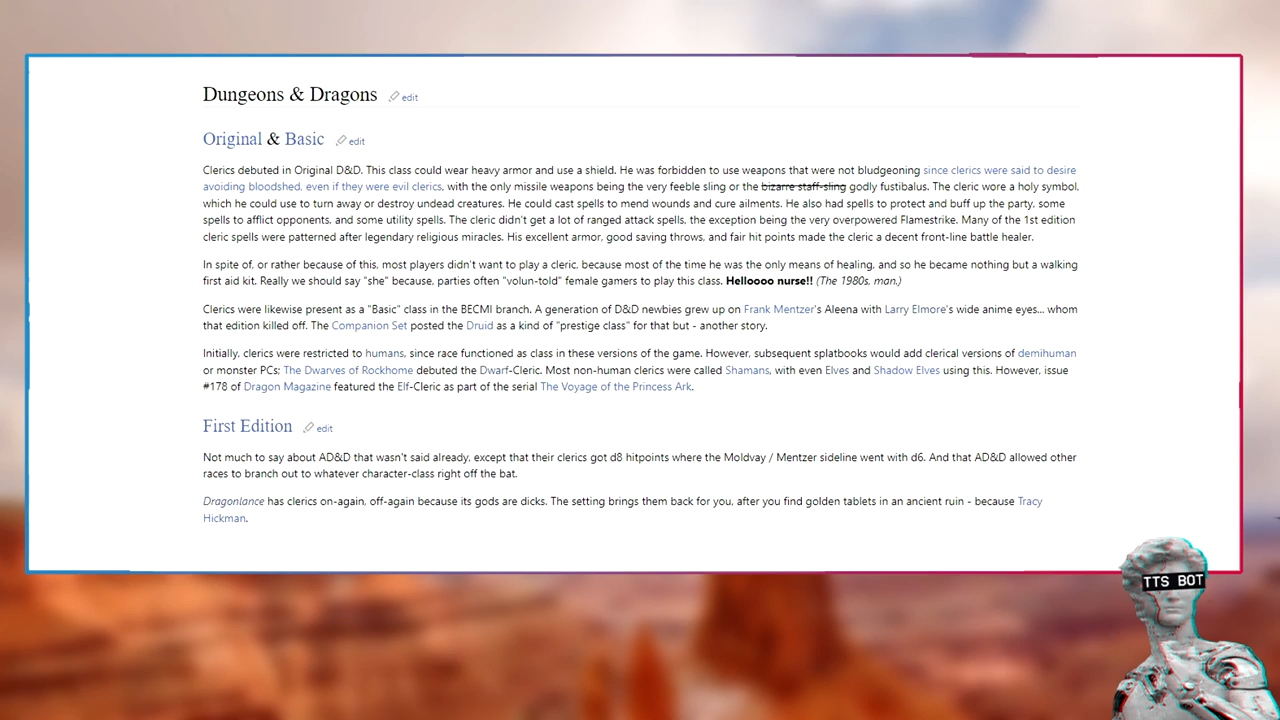 Dungeons & Dragons edit
Original & Basic edit
Clerics debuted in Original D&D. This class could wear heavy armor and use a shield. He was forbidden to use weapons that were not bludgeoning since clerics were said to desire
avoiding bloodshed, even if they were evil clerics, with the only missile weapons being the very feeble sling or the bizarre staff-sling godly fustibalus. The cleric wore a holy symbol,
which he could use to turn away or destroy undead creatures. He could cast spells to mend wounds and cure ailments. He also had spells to protect and buff up the party, some
spells to afflict opponents, and some utility spells. The cleric didn't get a lot of ranged attack spells, the exception being the very overpowered Flamestrike. Many of the 1st edition
cleric spells were patterned after legendary religious miracles. His excellent armor, good saving throws, and fair hit points made the cleric a decent front-line battle healer.
In spite of, or rather because of this, most players didn't want to play a cleric, because most of the time he was the only means of healing, and so he became nothing but a walking
first aid kit. Really we should say "she" because, parties often "volun-told" female gamers to play this class. Helloooo nurse!! (The 1980s, man.)
Clerics were likewise present as a "Basic" class in the BECMI branch. A generation of D&D newbies grew up on Frank Mentzer's Aleena with Larry Elmore's wide anime eyes... whom
that edition killed off. The Companion Set posted the Druid as a kind of "prestige class" for that but - another story.
Initially, clerics were restricted to humans, since race functioned as class in these versions of the game. However, subsequent splatbooks would add clerical versions of demihuman
or monster PCs: The Dwarves of Rockhome debuted the Dwarf-Cleric. Most non-human clerics were called Shamans, with even Elves and Shadow Elves using this. However, issue
#178 of Dragon Magazine featured the Elf-Cleric as part of the serial The Voyage of the Princess Ark.
First Edition edit
Not much to say about AD&D that wasn't said already, except that their clerics got d8 hitpoints where the Moldvay / Mentzer sideline went with d6. And that AD&D allowed other
races to branch out to whatever character-class right off the bat.
Dragonlance has clerics on-again, off-again because its gods are dicks. The setting brings them back for you, after you find golden tablets in an ancient ruin - because Tracy
Hickman.
TTS BOT